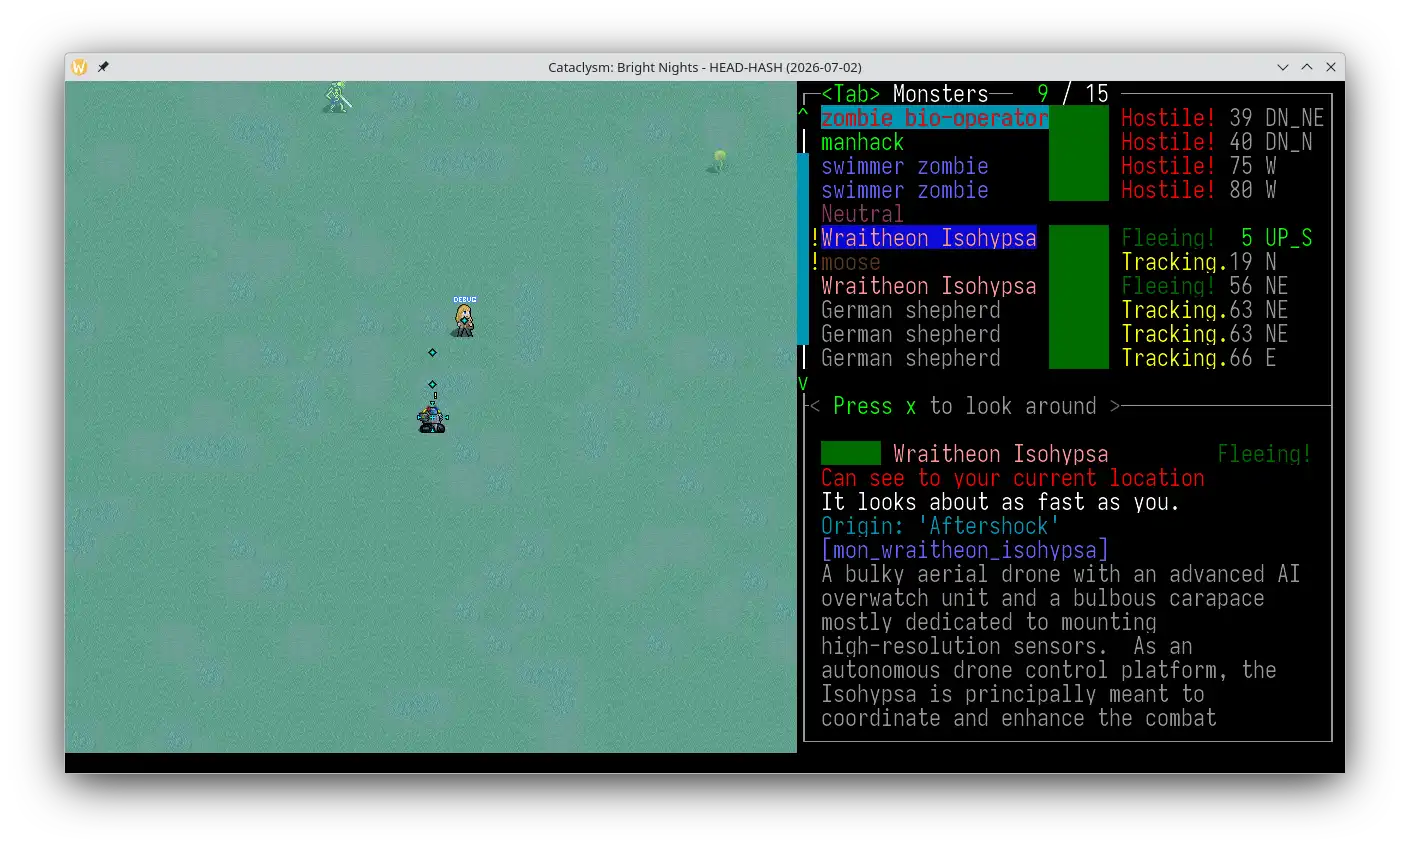 Cataclysm: Bright Nights - HEAD-HASH (2026-07-02)
<Tab> Monsters 9 / 15
zombie bio-operator Hostile! 39 DN_NE
manhack Hostile! 40 DN_N
swimmer zombie Hostile! 75 W
swimmer zombie Hostile! 80 W
Neutral
!Wraitheon Isohypsa Fleeing! 5 UP_S
!moose Tracking. 19 N
Wraitheon Isohypsa Fleeing! 56 NE
German shepherd Tracking. 63 NE
German shepherd Tracking. 63 NE
German shepherd Tracking. 66 E
< Press x to look around >
Wraitheon Isohypsa Fleeing!
Can see to your current location
It looks about as fast as you.
Origin: 'Aftershock'
[mon_wraitheon_isohypsa]
A bulky aerial drone with an advanced AI
overwatch unit and a bulbous carapace
mostly dedicated to mounting
high-resolution sensors. As an
autonomous drone control platform, the
Isohypsa is principally meant to
coordinate and enhance the combat
DEBUG